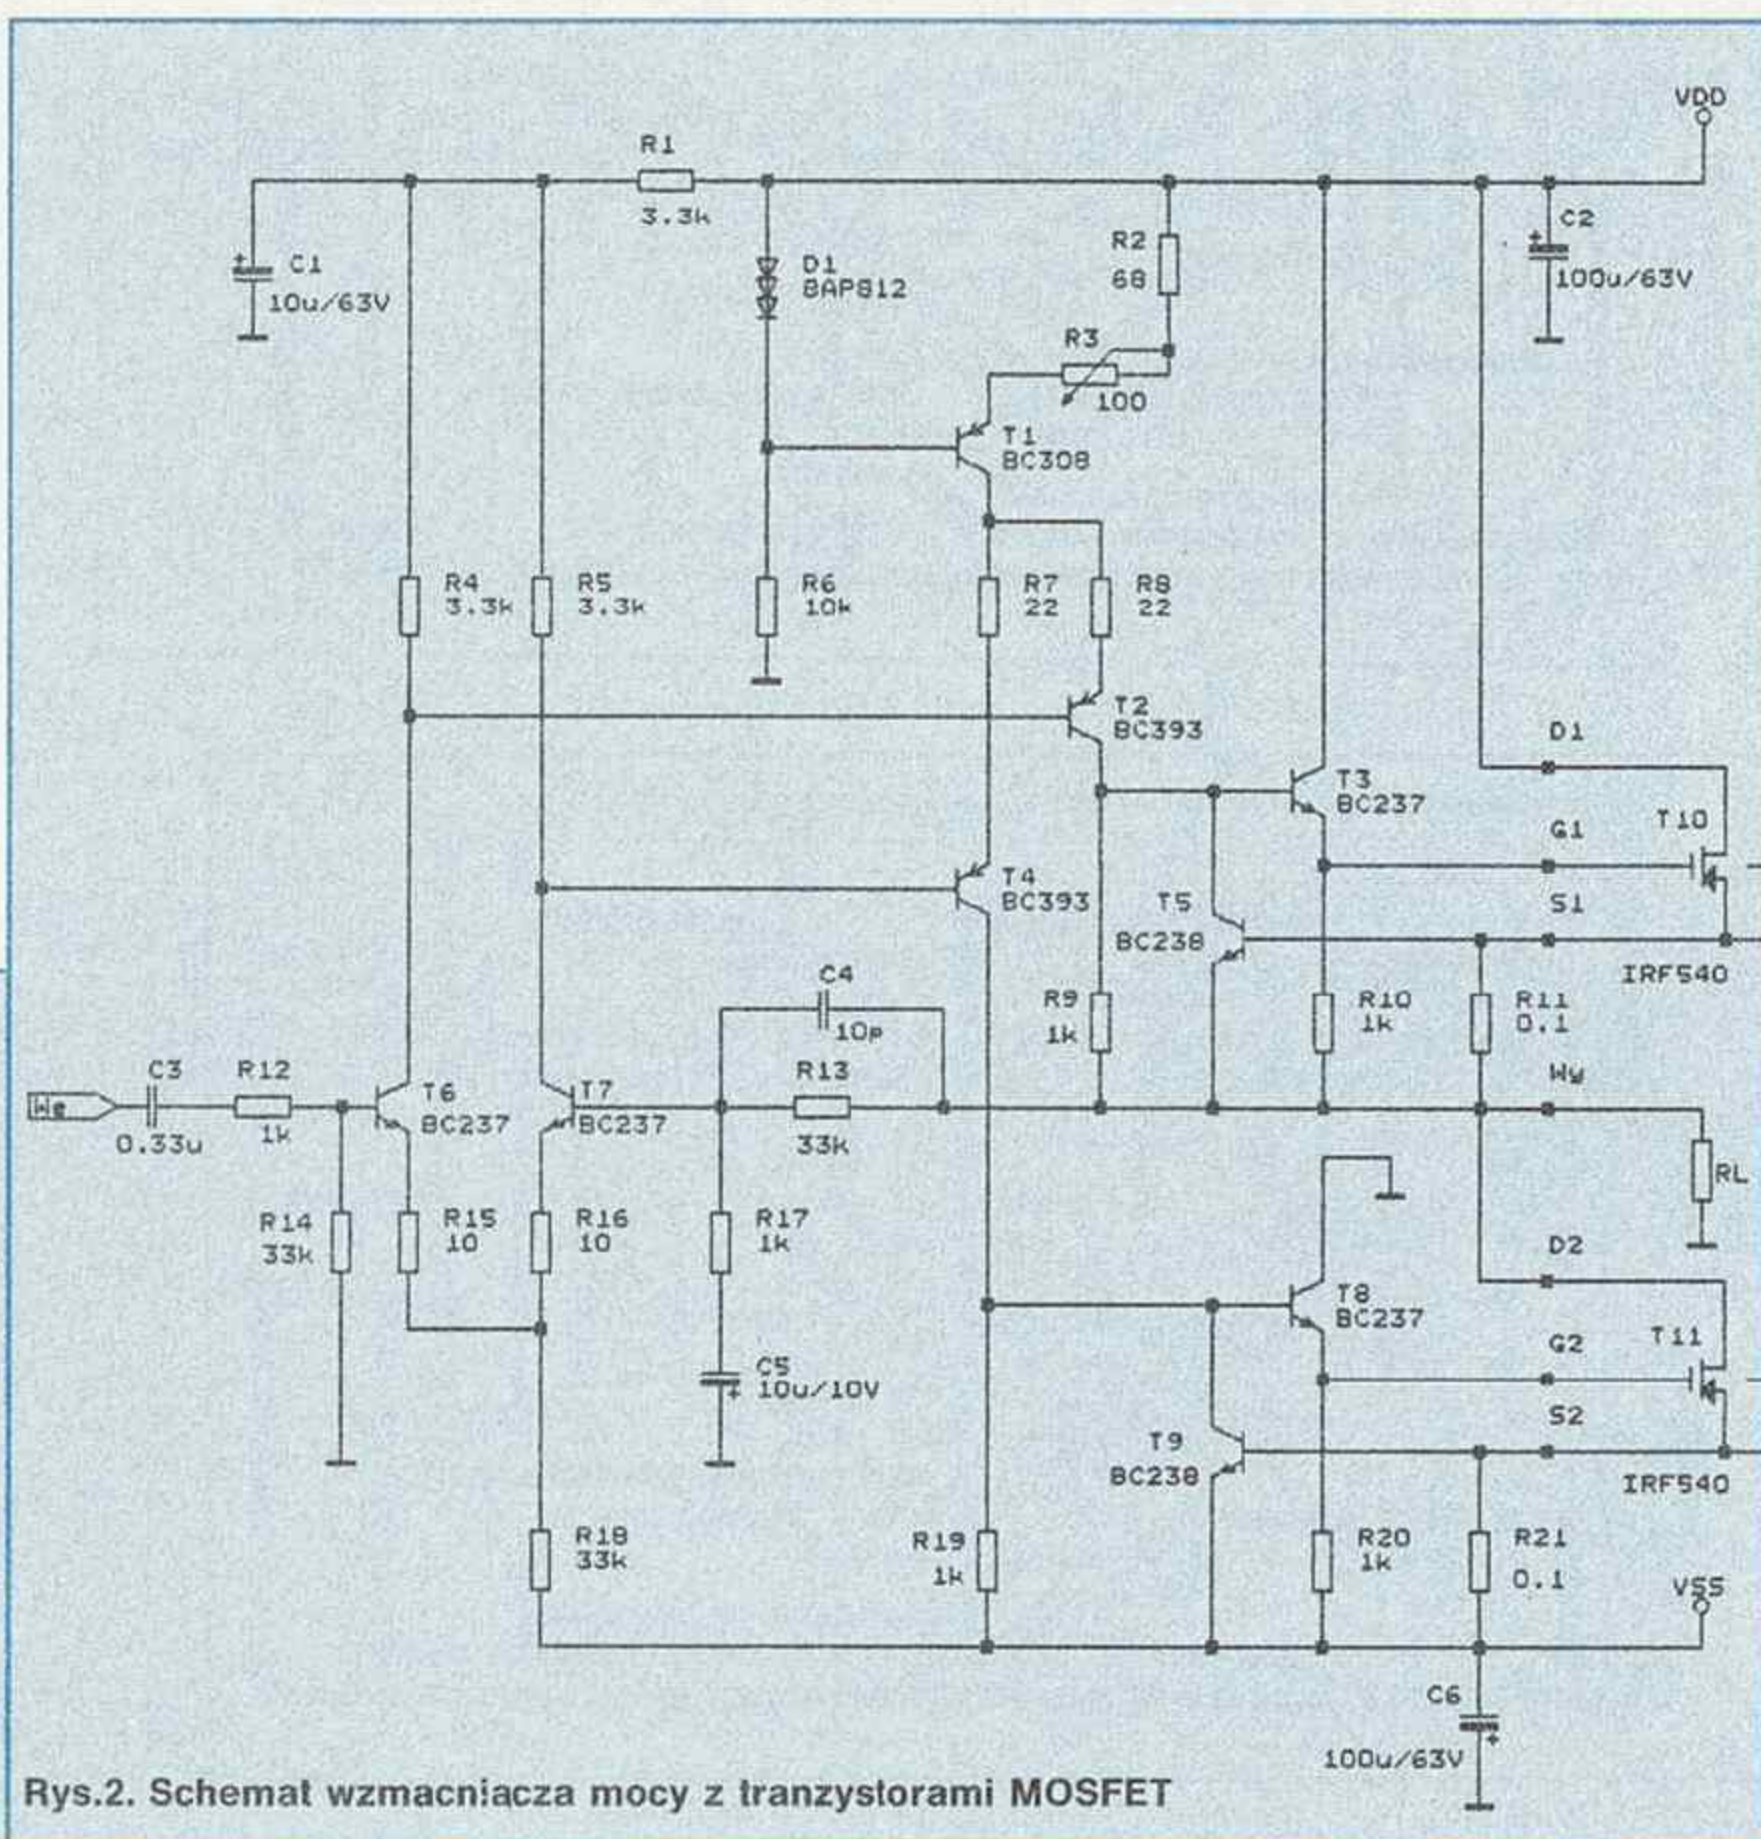 VDD
R1
3.3k
C1
10u/63V
D1
BAP812
R2
68
C2
100u/63V
R3
100
T1
BC308
R4
3.3k
R5
3.3k
R6
10k
R7
22
R8
22
T2
BC393
D1
T3
BC237
G1
T10
T4
BC393
T5
BC238
S1
IRF540
C4
10p
R9
1k
R10
1k
R11
0.1
C3
0.33u
R12
1k
We
T6
BC237
T7
BC237
R13
33k
Wy
RL
R14
33k
R15
10
R16
10
R17
1k
D2
T8
BC237
G2
T11
C5
10u/10V
T9
BC238
S2
IRF540
R18
33k
R19
1k
R20
1k
R21
0.1
VSS
C6
100u/63V
Rys.2. Schemat wzmacniacza mocy z tranzystorami MOSFET